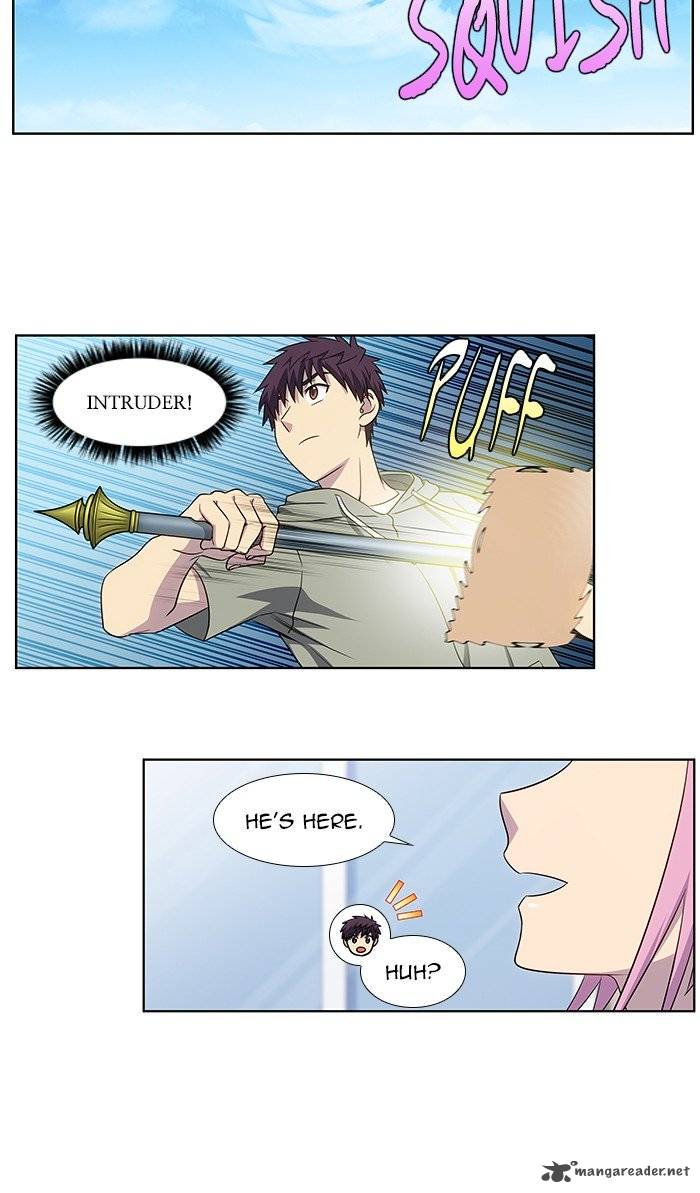 SQUISH
INTRUDER!
PUFF
HE'S HERE.
HUH?
mangareader.net